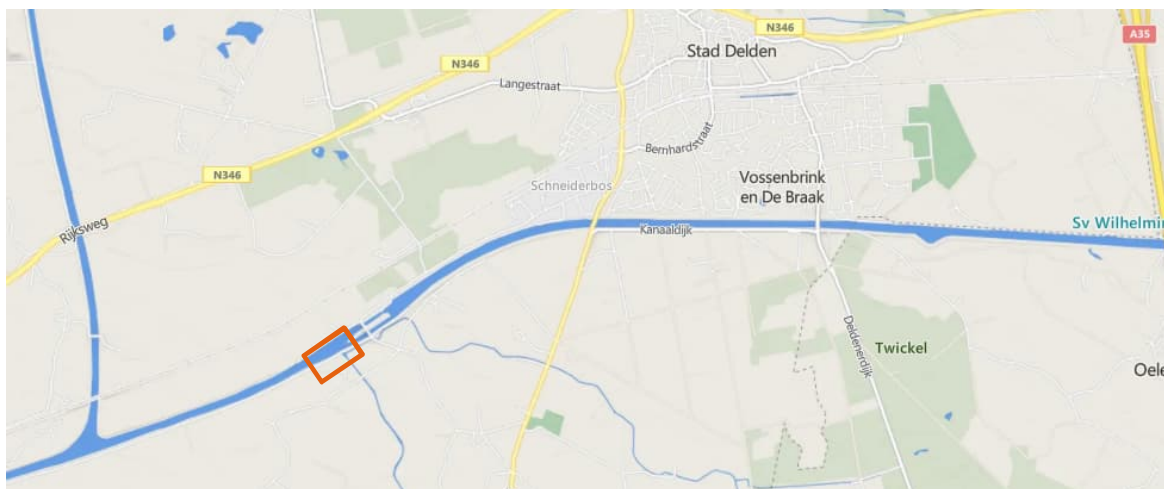 N346
A35
Stad Delden
N346
Langestraat
Bernhardstraat
N346
Schneiderbos
Vossenbrink
en De Braak
Rijksweg
Kanaaldijk
Sv Wilhelmin
Deldenerdijk
Twickel
Oele